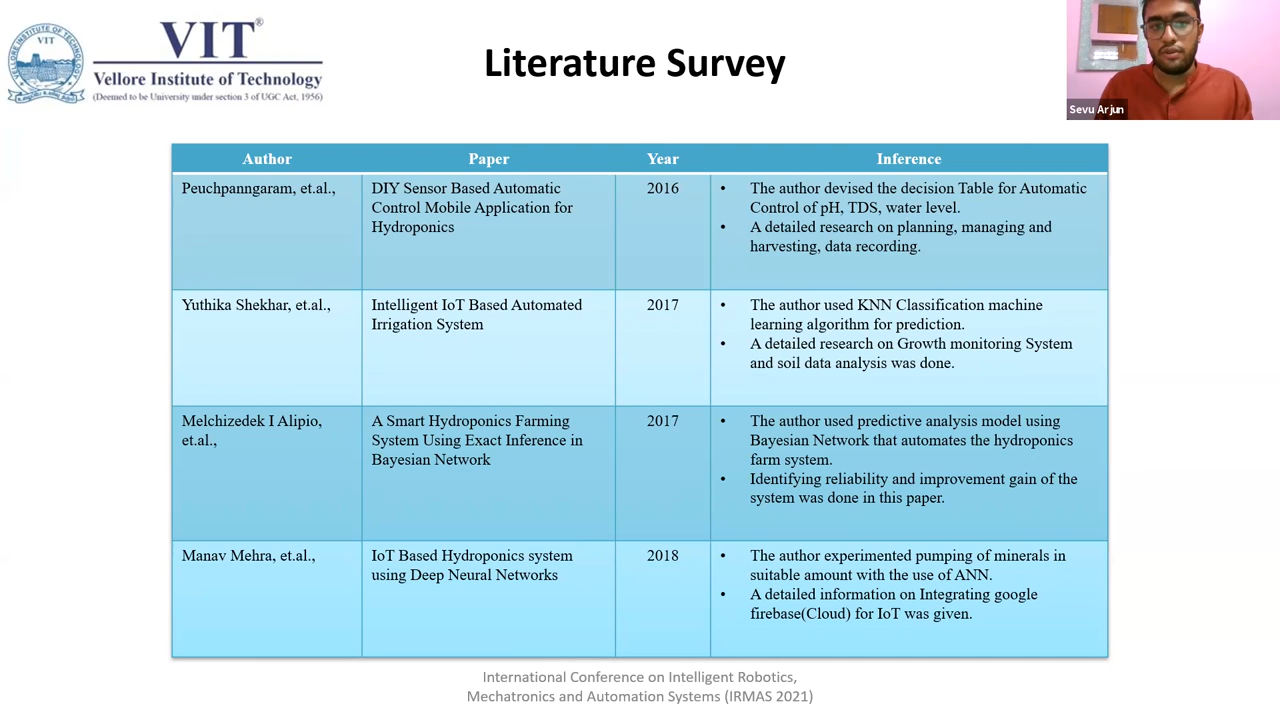 VIT®
Vellore Institute of Technology
(Deemed to be University under section 3 of UGC Act, 1956)
VIT
Literature Survey
Sevu Arjun
Author Paper Year Inference
Peuchpanngaram, et.al.,
DIY Sensor Based Automatic
Control Mobile Application for
Hydroponics
2016
• The author devised the decision Table for Automatic
Control of pH, TDS, water level.
• A detailed research on planning, managing and
harvesting, data recording.
Yuthika Shekhar, et.al.,
Intelligent IoT Based Automated
Irrigation System
2017
• The author used KNN Classification machine
learning algorithm for prediction.
• A detailed research on Growth monitoring System
and soil data analysis was done.
Melchizedek I Alipio,
et.al.,
A Smart Hydroponics Farming
System Using Exact Inference in
Bayesian Network
2017
• The author used predictive analysis model using
Bayesian Network that automates the hydroponics
farm system.
• Identifying reliability and improvement gain of the
system was done in this paper.
Manav Mehra, et.al.,
IoT Based Hydroponics system
using Deep Neural Networks
2018
• The author experimented pumping of minerals in
suitable amount with the use of ANN.
• A detailed information on Integrating google
firebase(Cloud) for IoT was given.
International Conference on Intelligent Robotics,
Mechatronics and Automation Systems (IRMAS 2021)